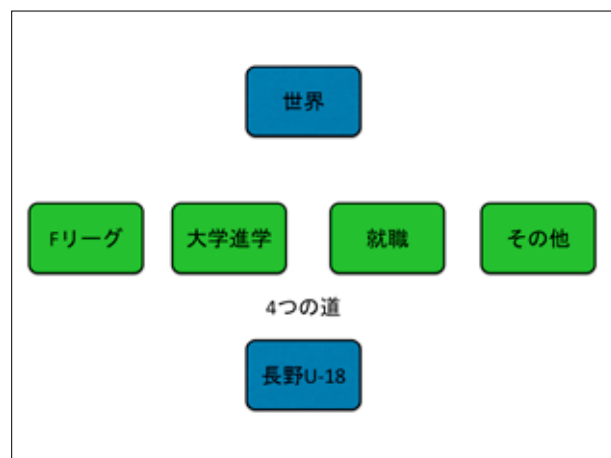 世界
Fリーグ
大学進学
就職
その他
4つの道
長野U-18